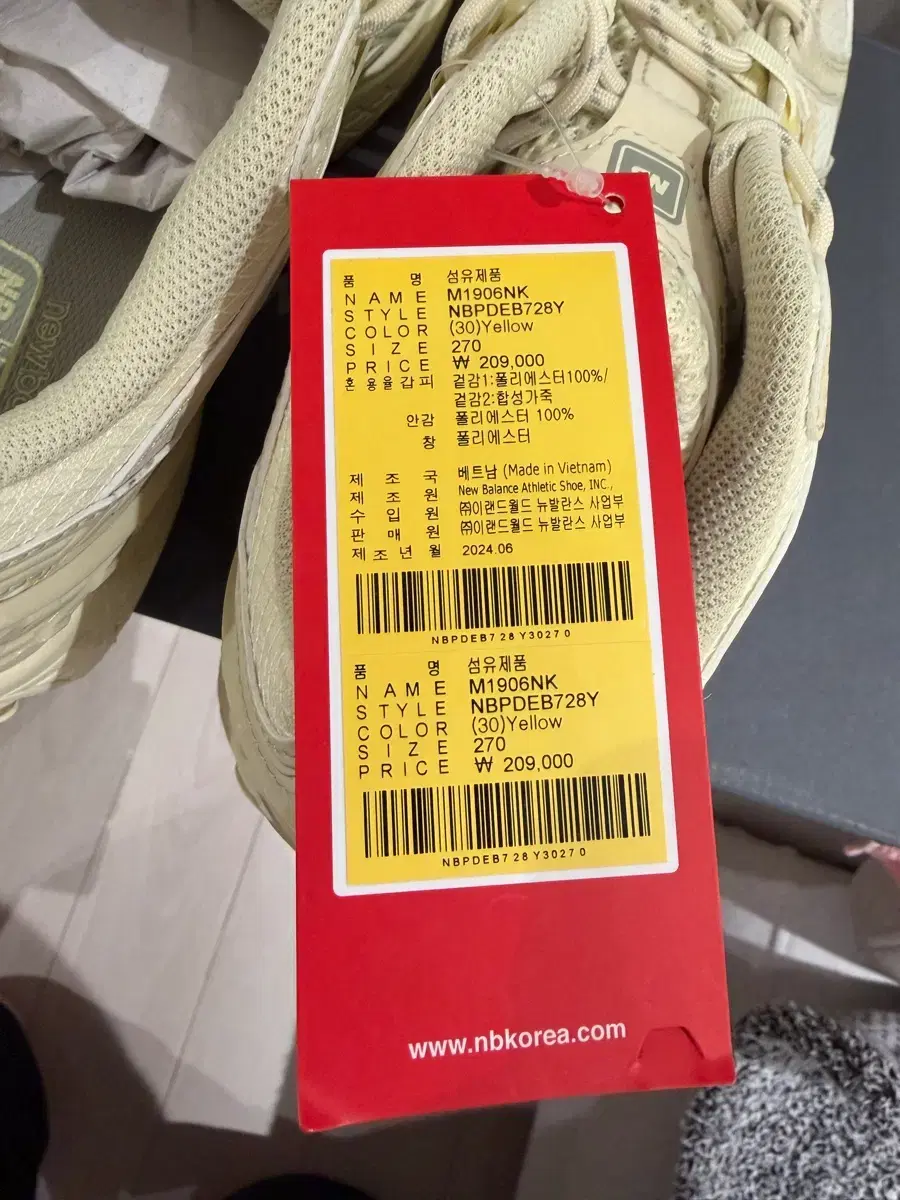 NB
품 명 섬유제품
NAME M1906NK
STYLE NBPDEB728Y
COLOR (30)Yellow
SIZE 270
PRICE ₩ 209,000
혼용율갑피 겉감1:폴리에스터100%/
겉감2:합성가죽
안감 폴리에스터 100%
창 폴리에스터
제조국 베트남 (Made in Vietnam)
제조원 New Balance Athletic Shoe, INC.,
수입원 ㈜이랜드월드 뉴발란스 사업부
판매원 ㈜이랜드월드 뉴발란스 사업부
제조년월 2024.06
NBPDEB728Y30270
품 명 섬유제품
NAME M1906NK
STYLE NBPDEB728Y
COLOR (30)Yellow
SIZE 270
PRICE ₩ 209,000
NBPDEB728Y30270
www.nbkorea.com